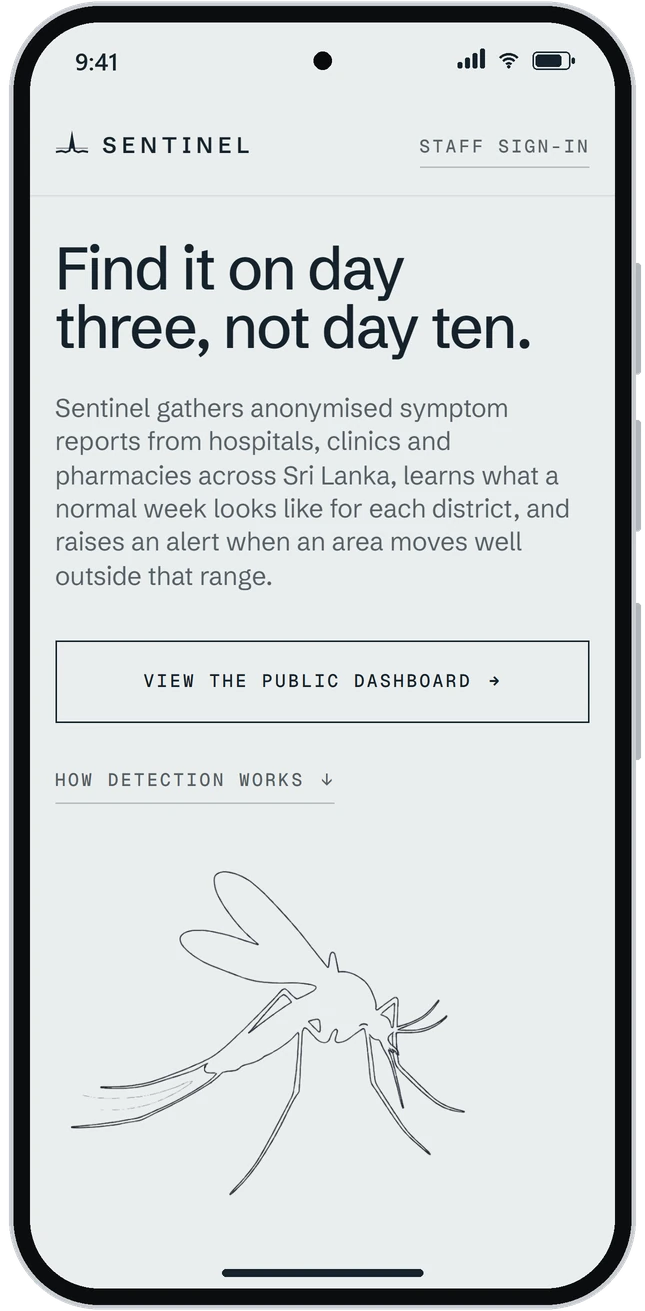 9:41
SENTINEL
STAFF SIGN-IN
Find it on day
three, not day ten.
Sentinel gathers anonymised symptom
reports from hospitals, clinics and
pharmacies across Sri Lanka, learns what a
normal week looks like for each district, and
raises an alert when an area moves well
outside that range.
VIEW THE PUBLIC DASHBOARD →
HOW DETECTION WORKS ↓